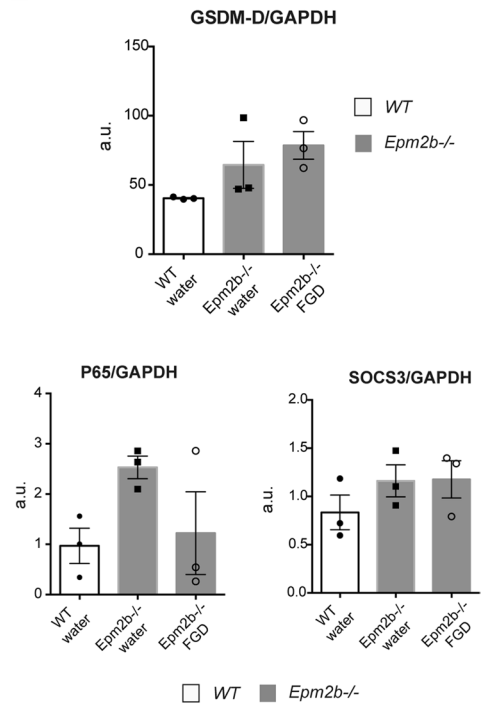 GSDM-D/GAPDH
150
100
50
0
a.u.
WT
water
Epm2b-/-
water
Epm2b-/-
FGD
WT
Epm2b-/-
P65/GAPDH
4
3
2
1
0
a.u.
WT
water
Epm2b-/-
water
Epm2b-/-
FGD
SOCS3/GAPDH
2.0
1.5
1.0
0.5
0.0
a.u.
WT
water
Epm2b-/-
water
Epm2b-/-
FGD
WT
Epm2b-/-